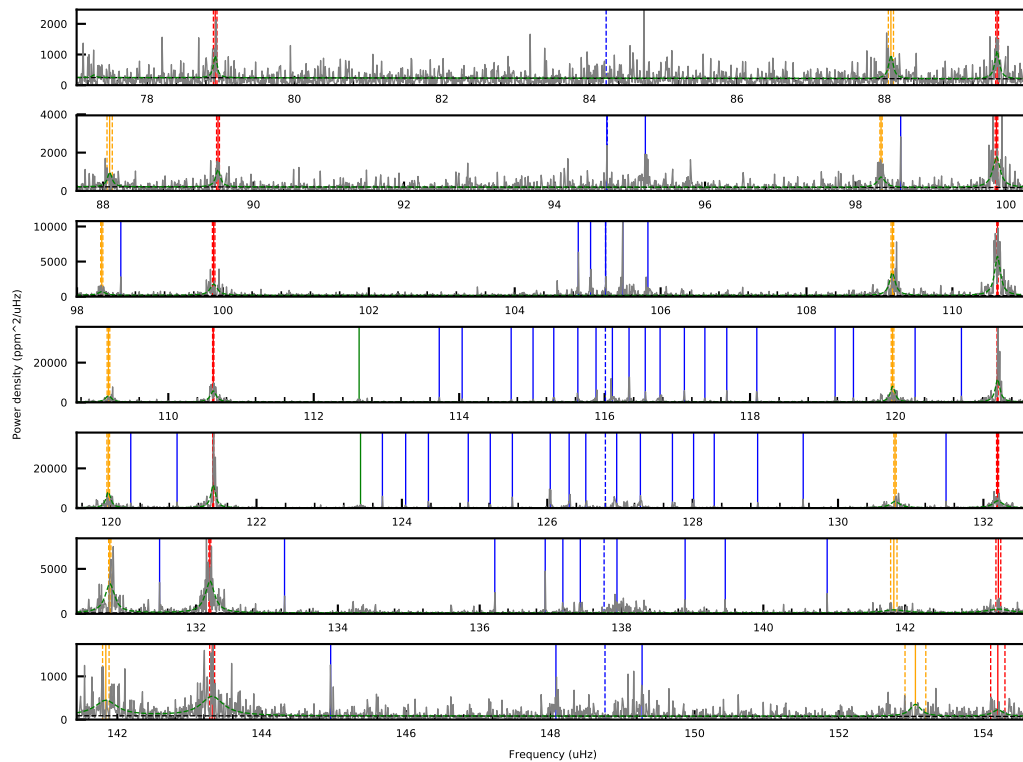 2000
1000
0
78 80 82 84 86 88
4000
2000
0
88 90 92 94 96 98 100
10000
5000
0
98 100 102 104 106 108 110
20000
0
110 112 114 116 118 120
20000
0
120 122 124 126 128 130 132
5000
0
132 134 136 138 140 142
1000
0
142 144 146 148 150 152 154
Power density (ppm^2/uHz)
Frequency (uHz)